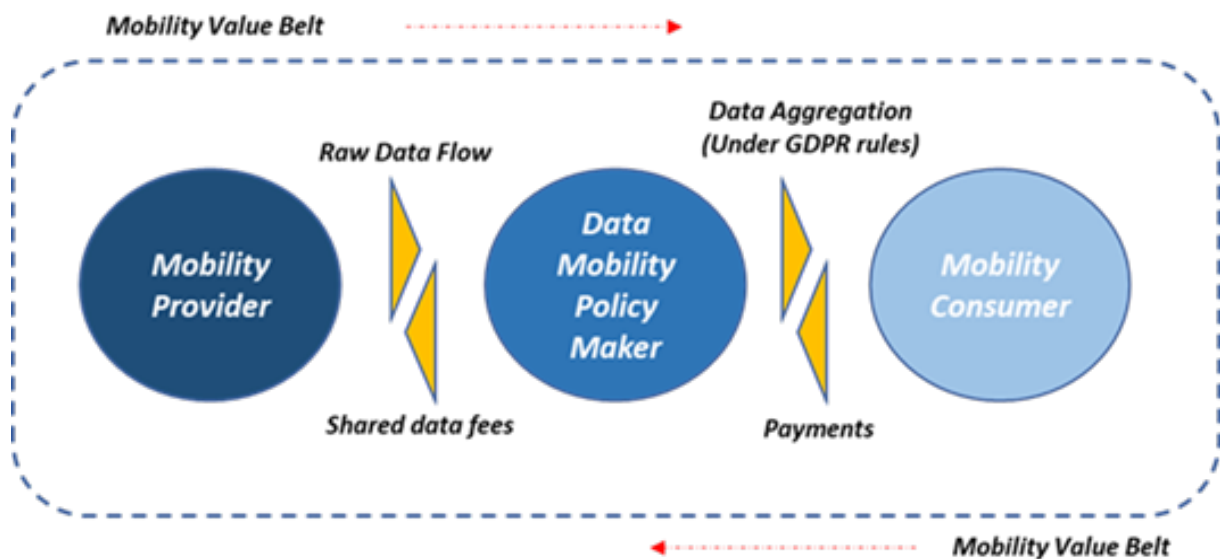 Mobility Value Belt
Data Aggregation
(Under GDPR rules)
Raw Data Flow
Mobility
Provider
Data
Mobility
Policy
Maker
Mobility
Consumer
Shared data fees
Payments
Mobility Value Belt